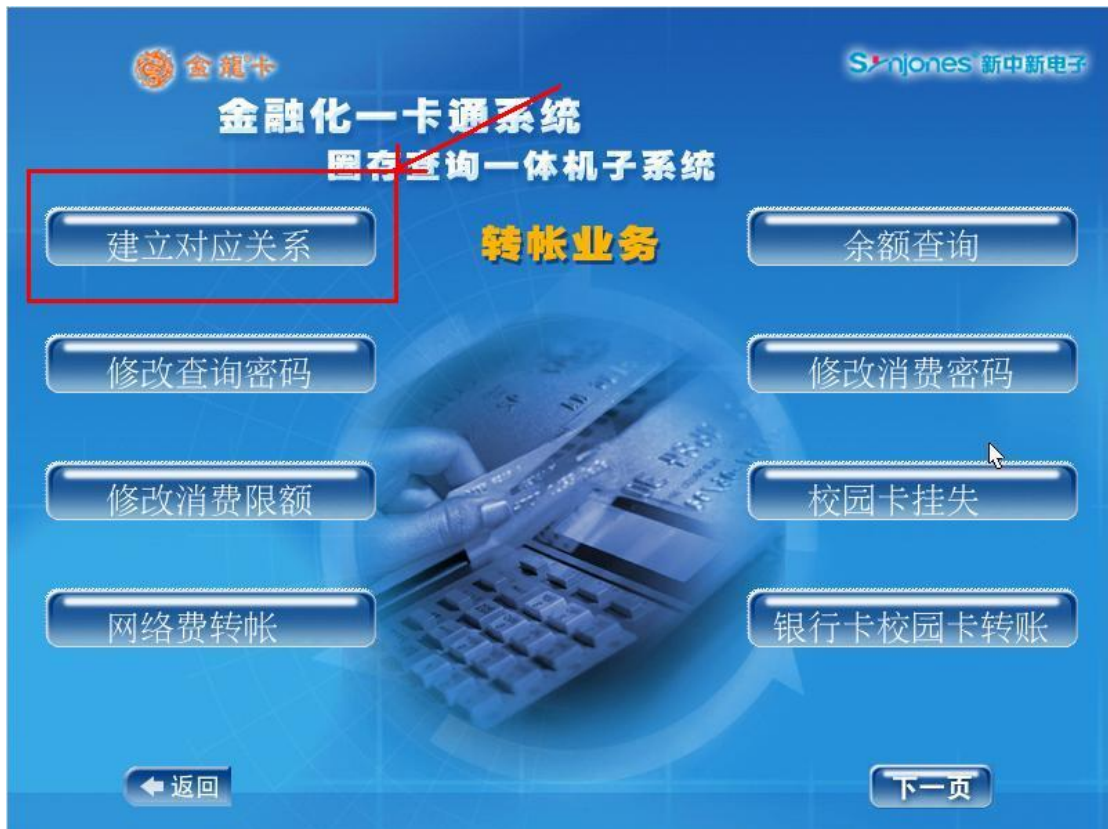 金龍卡
Synjones 新中新电子
金融化一卡通系统
圈存查询一体机子系统
转帐业务
建立对应关系
余额查询
修改查询密码
修改消费密码
修改消费限额
校园卡挂失
网络费转帐
银行卡校园卡转账
返回
下一页